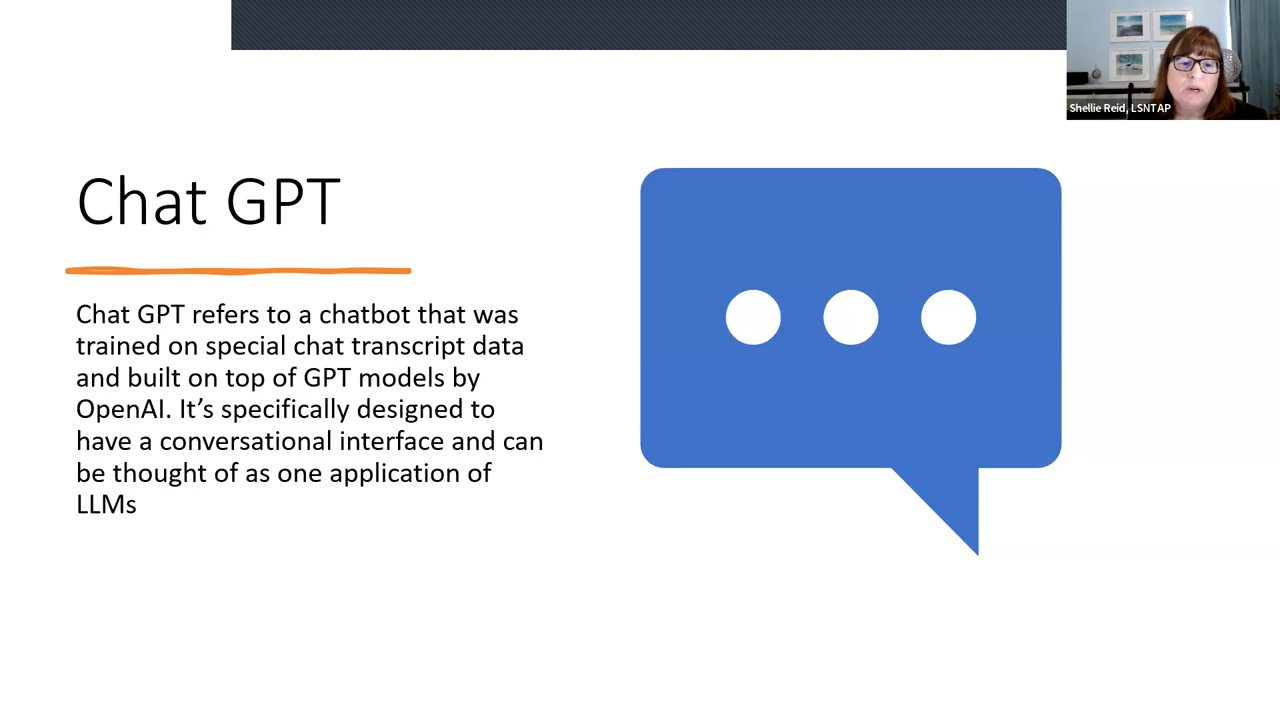 Shellie Reid, LSNTAP
Chat GPT
Chat GPT refers to a chatbot that was
trained on special chat transcript data
and built on top of GPT models by
OpenAI. It’s specifically designed to
have a conversational interface and can
be thought of as one application of
LLMs